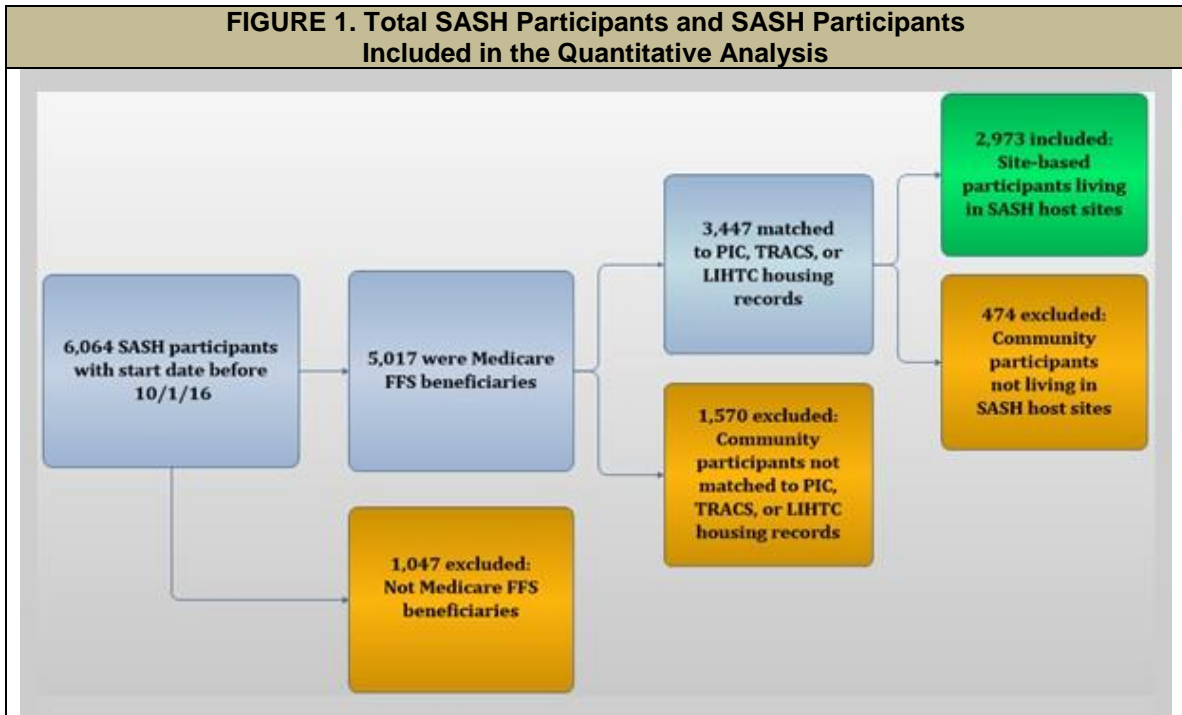 FIGURE 1. Total SASH Participants and SASH Participants
Included in the Quantitative Analysis
6,064 SASH participants
with start date before
10/1/16
5,017 were Medicare
FFS beneficiaries
1,047 excluded:
Not Medicare FFS
beneficiaries
3,447 matched
to PIC, TRACS, or
LIHTC housing
records
1,570 excluded:
Community
participants not
matched to PIC,
TRACS, or LIHTC
housing records
2,973 included:
Site-based
participants living
in SASH host sites
474 excluded:
Community
participants
not living in
SASH host sites